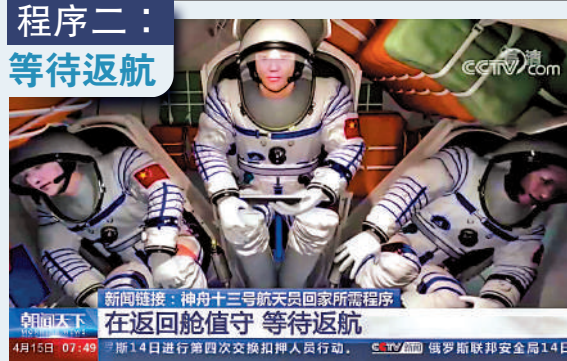 程序二：
等待返航
CCTV.com
新闻链接：神舟十三号航天员回家所需程序
朝闻天下
在返回舱值守 等待返航
4月15日 07:49
斯14日进行第四次交换扣押人员行动。 CCTV 新闻 俄罗斯联邦安全局14日